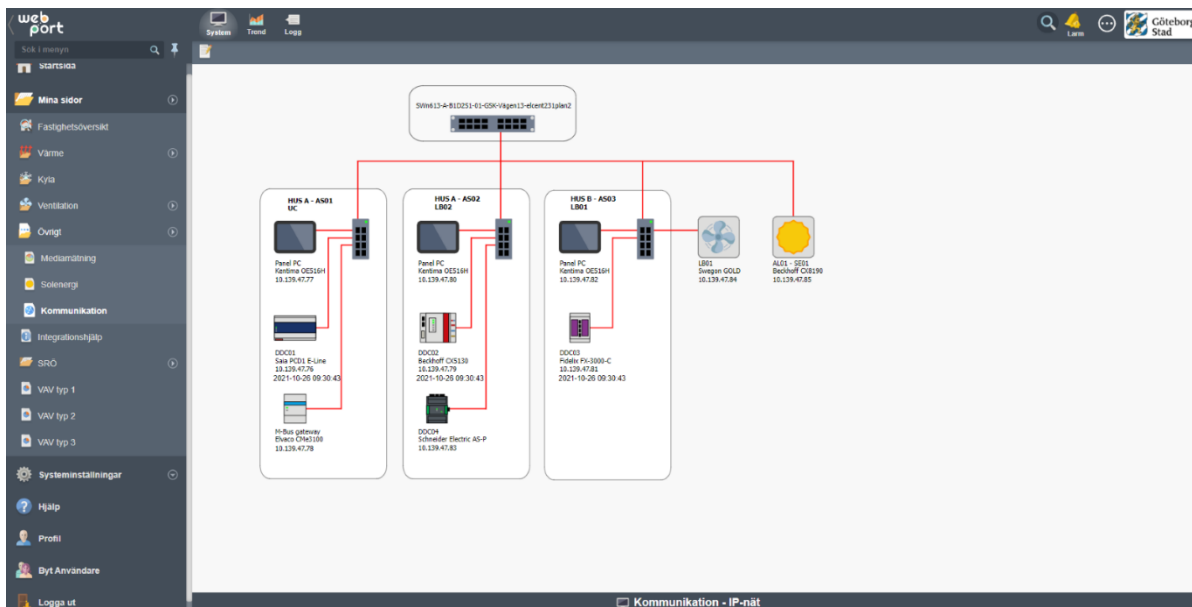 web
port
System
Trend
Logg
Larm
Göteborg
Stad
Sök i menyn
Startsida
Mina sidor
Fastighetsöversikt
Värme
Kyla
Ventilation
Övrigt
Mediamätning
Solenergi
Kommunikation
Integrationshjälp
SRÖ
VAV typ 1
VAV typ 2
VAV typ 3
Systeminställningar
Hjälp
Profil
Byt Användare
Logga ut
HUS A - AS01
UC
Panel PC
Kentima OE516H
10.139.47.77
DDC01
Saia PCD1 E-Line
10.139.47.76
2021-10-26 09:30:43
M-Bus gateway
Elvaco CMe3100
10.139.47.78
HUS A - AS02
LB02
Panel PC
Kentima OE516H
10.139.47.80
DDC02
Beckhoff CX5130
10.139.47.79
2021-10-26 09:30:43
DDC04
Schneider Electric AS-P
10.139.47.83
HUS B - AS03
LB01
Panel PC
Kentima OE516H
10.139.47.82
DDC03
Fidelix FX-3000-C
10.139.47.81
2021-10-26 09:30:43
LB01
Swegon GOLD
10.139.47.84
AL01 - SE01
Beckhoff CX8190
10.139.47.85
Kommunikation - IP-nät